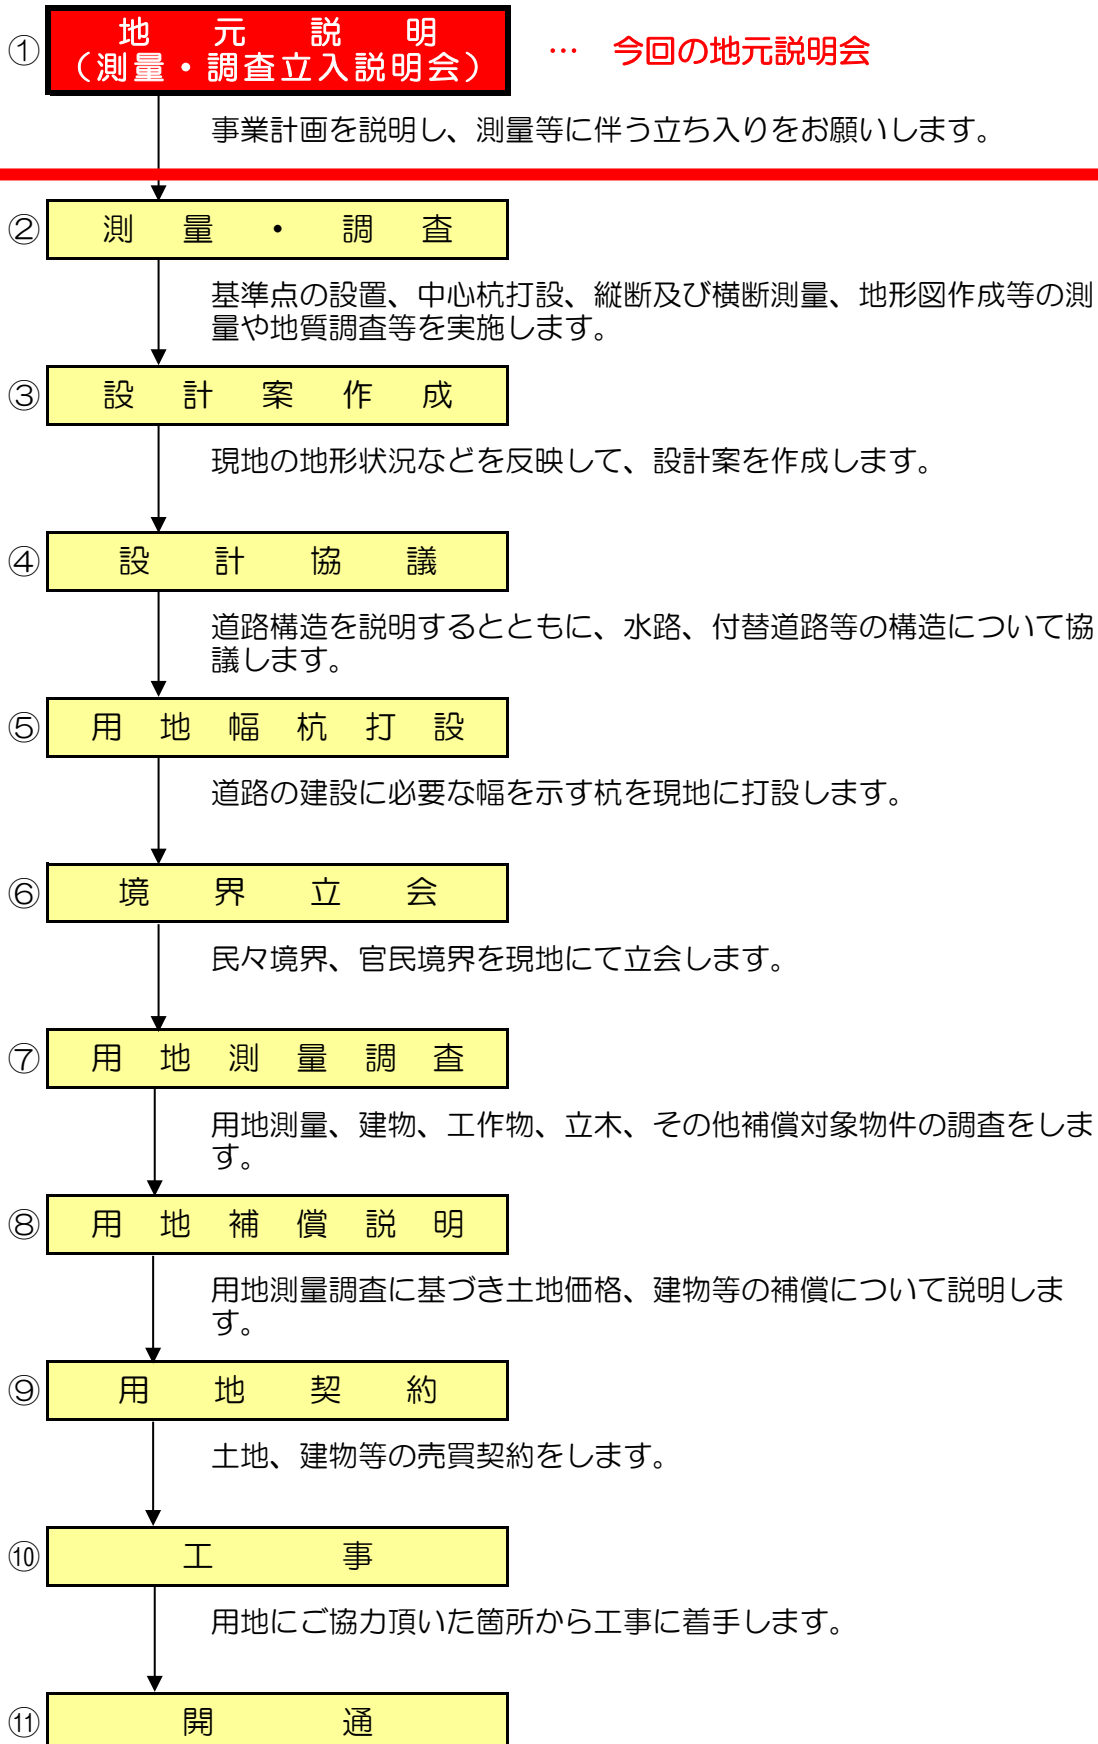 ① 地元説明
（測量・調査立入説明会）
… 今回の地元説明会
事業計画を説明し、測量等に伴う立ち入りをお願いします。
② 測量・調査
基準点の設置、中心杭打設、縦断及び横断測量、地形図作成等の測
量や地質調査等を実施します。
③ 設計案作成
現地の地形状況などを反映して、設計案を作成します。
④ 設計協議
道路構造を説明するとともに、水路、付替道路等の構造について協
議します。
⑤ 用地幅杭打設
道路の建設に必要な幅を示す杭を現地に打設します。
⑥ 境界立会
民々境界、官民境界を現地にて立会します。
⑦ 用地測量調査
用地測量、建物、工作物、立木、その他補償対象物件の調査をしま
す。
⑧ 用地補償説明
用地測量調査に基づき土地価格、建物等の補償について説明しま
す。
⑨ 用地契約
土地、建物等の売買契約をします。
⑩ 工事
用地にご協力頂いた箇所から工事に着手します。
⑪ 開通